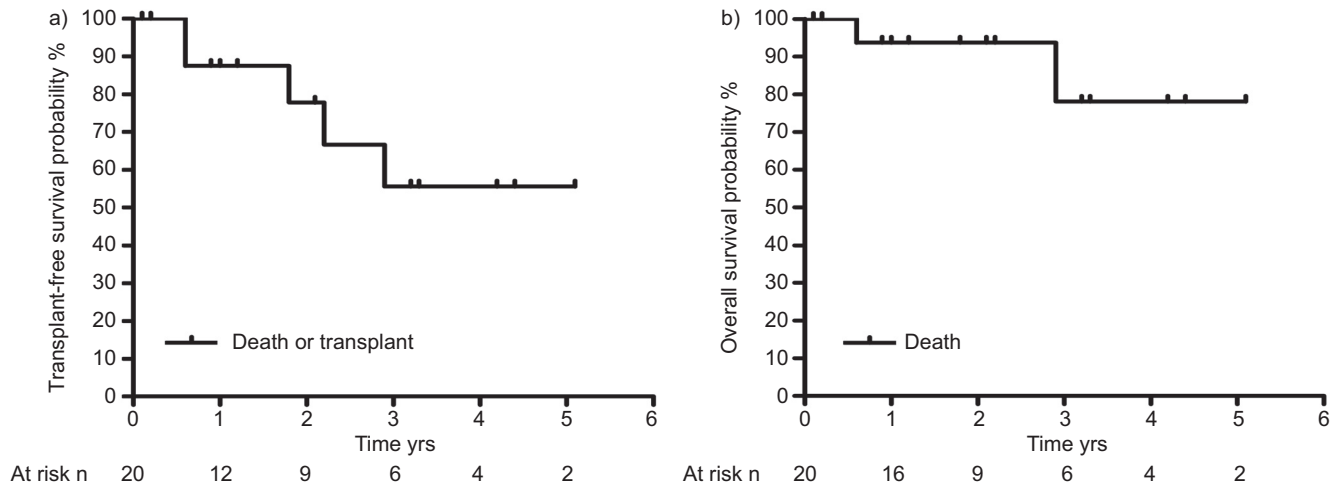 a)
Transplant-free survival probability %
100
90
80
70
60
50
40
30
20
10
0
Death or transplant
0 1 2 3 4 5 6
Time yrs
At risk n 20 12 9 6 4 2
b)
Overall survival probability %
100
90
80
70
60
50
40
30
20
10
0
Death
0 1 2 3 4 5 6
Time yrs
At risk n 20 16 9 6 4 2